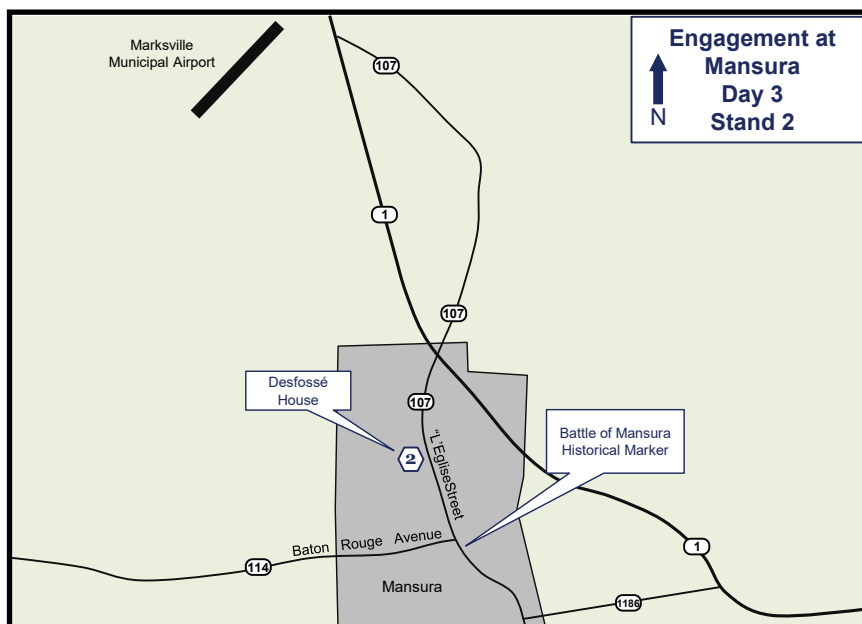 Marksville
Municipal Airport
Engagement at
Mansura
Day 3
Stand 2
N
107
1
107
Desfossé
House
107
Battle of Mansura
Historical Marker
2
"L'EgliseStreet
Baton Rouge Avenue
114
1
Mansura
1186